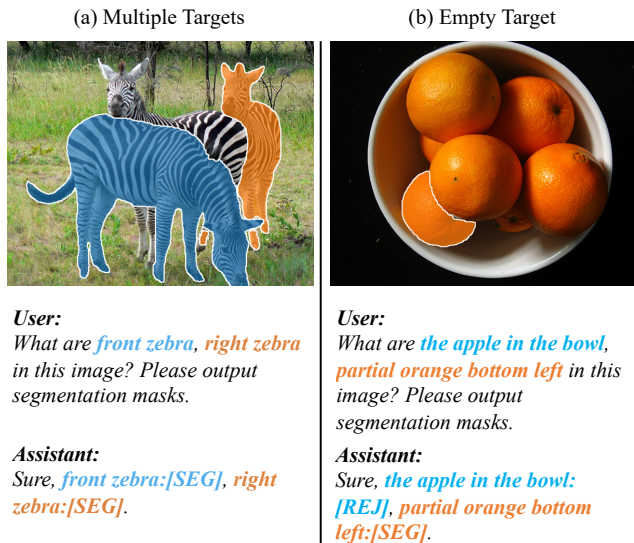 (a) Multiple Targets
User:
What are front zebra, right zebra
in this image? Please output
segmentation masks.
Assistant:
Sure, front zebra:[SEG], right
zebra:[SEG].
(b) Empty Target
User:
What are the apple in the bowl,
partial orange bottom left in this
image? Please output
segmentation masks.
Assistant:
Sure, the apple in the bowl:
[REJ], partial orange bottom
left:[SEG].